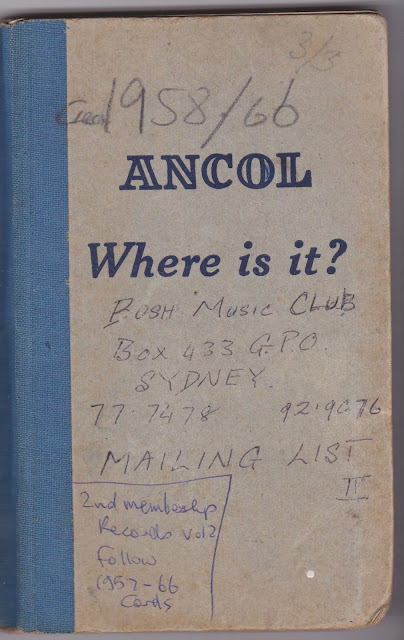 3/3
1958/66
ANCOL
Where is it?
BUSH MUSIC CLUB
BOX 433 G.P.O.
SYDNEY.
77.7478 92.9076
MAILING LIST
II
2nd membership
Records vol 2
Follow
1957-66
Cards